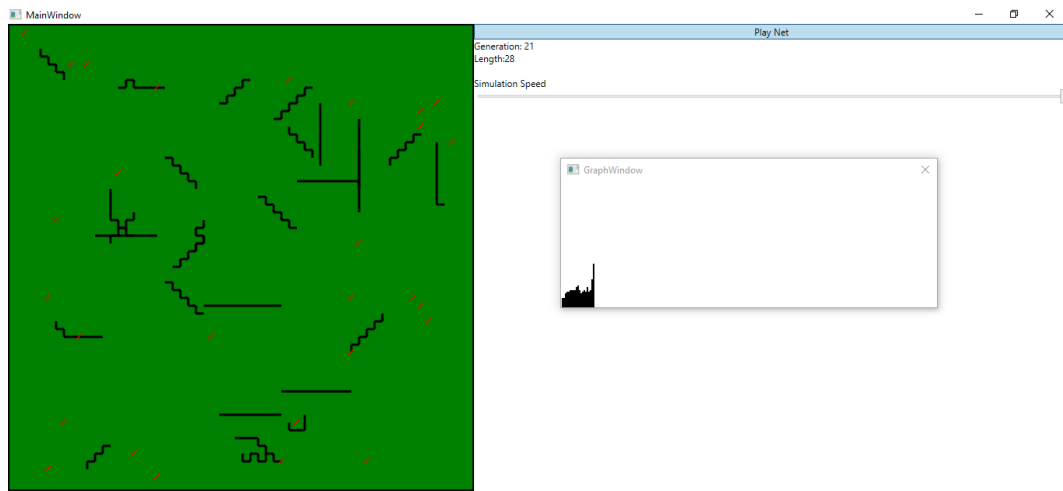 MainWindow
Play Net
Generation: 21
Length:28
Simulation Speed
GraphWindow